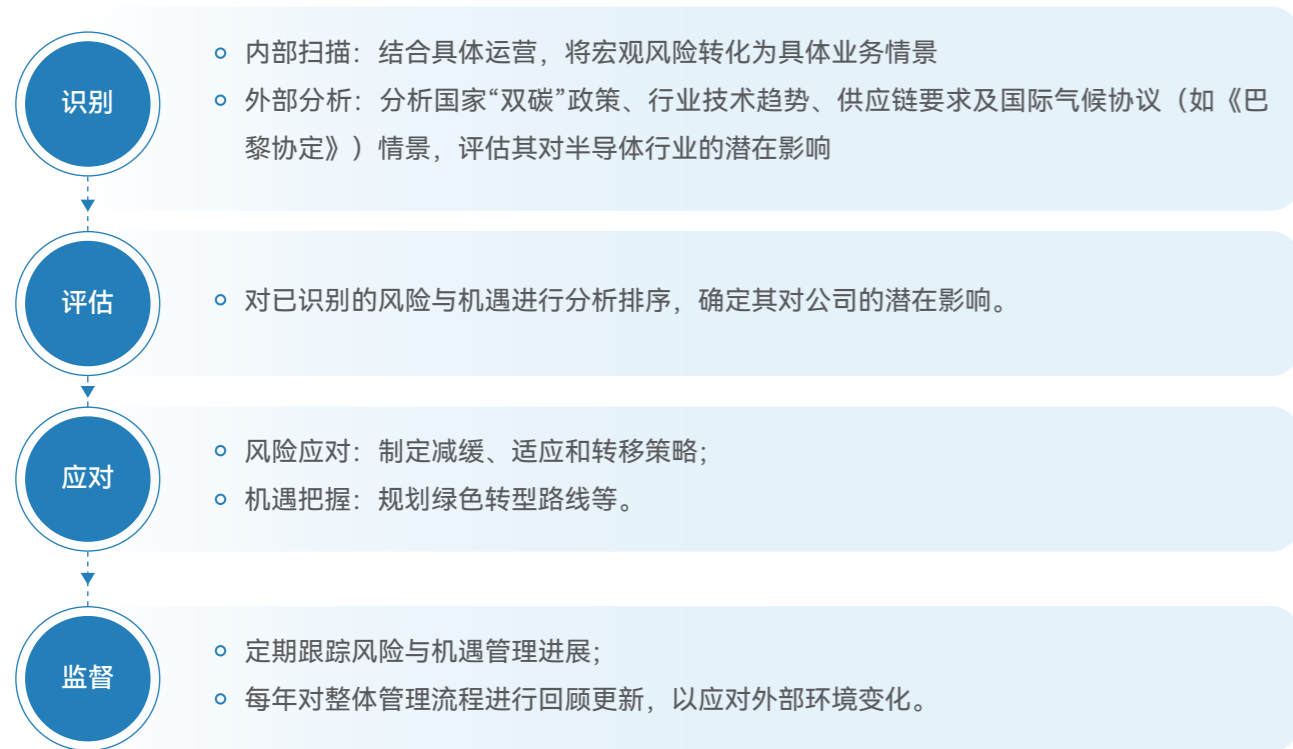 识别
内部扫描：结合具体运营，将宏观风险转化为具体业务情景
外部分析：分析国家“双碳”政策、行业技术趋势、供应链要求及国际气候协议（如《巴
黎协定》）情景，评估其对半导体行业的潜在影响
评估
对已识别的风险与机遇进行分析排序，确定其对公司的潜在影响。
应对
风险应对：制定减缓、适应和转移策略；
机遇把握：规划绿色转型路线等。
监督
定期跟踪风险与机遇管理进展；
每年对整体管理流程进行回顾更新，以应对外部环境变化。